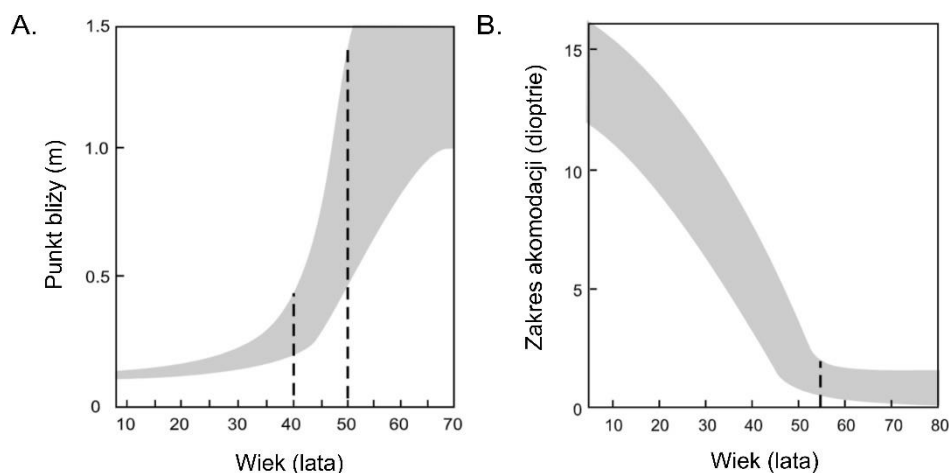 A.
Punkt bliży (m)
1.5
1.0
0.5
0
10 20 30 40 50 60 70
Wiek (lata)
B.
Zakres akomodacji (dioptrie)
15
10
5
0
10 20 30 40 50 60 70 80
Wiek (lata)